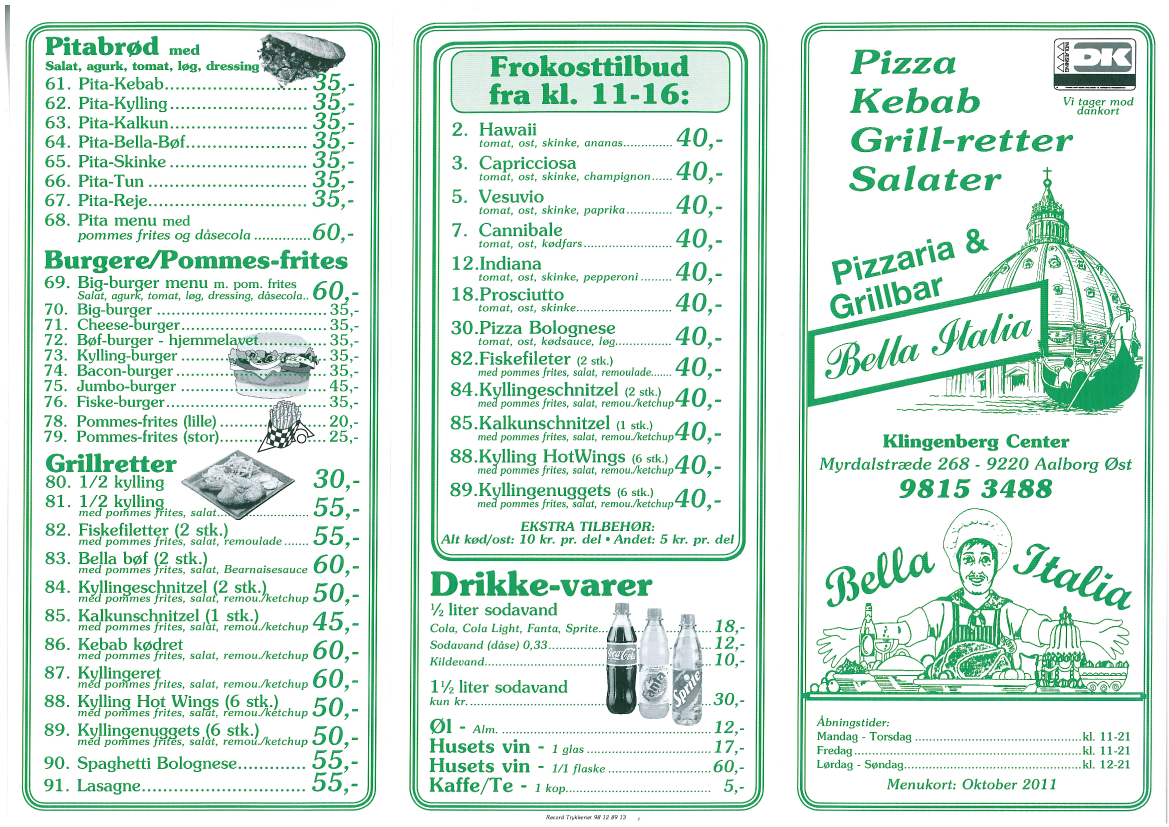 Pitabrød med
Salat, agurk, tomat, løg, dressing
61. Pita-Kebab 35,-
62. Pita-Kylling 35,-
63. Pita-Kalkun 35,-
64. Pita-Bella-Bøf 35,-
65. Pita-Skinke 35,-
66. Pita-Tun 35,-
67. Pita-Reje 35,-
68. Pita menu med
pommes frites og dåsecola 60,-
Burgere/Pommes-frites
69. Big-burger menu m. pom. frites
Salat, agurk, tomat, løg, dressing, dåsecola.. 60,-
70. Big-burger 35,-
71. Cheese-burger 35,-
72. Bøf-burger - hjemmelavet 35,-
73. Kylling-burger 35,-
74. Bacon-burger 35,-
75. Jumbo-burger 45,-
76. Fiske-burger 35,-
78. Pommes-frites (lille) 20,-
79. Pommes-frites (stor) 25,-
Grillretter
80. 1/2 kylling 30,-
81. 1/2 kylling
med pommes frites, salat 55,-
82. Fiskefiletter (2 stk.)
med pommes frites, salat, remoulade 55,-
83. Bella bøf (2 stk.)
med pommes frites, salat, Bearnaisesauce 60,-
84. Kyllingeschnitzel (2 stk.)
med pommes frites, salat, remou./ketchup 50,-
85. Kalkunschnitzel (1 stk.)
med pommes frites, salat, remou./ketchup 45,-
86. Kebab kødret
med pommes frites, salat, remou./ketchup 60,-
87. Kyllingeret
med pommes frites, salat, remou./ketchup 60,-
88. Kylling Hot Wings (6 stk.)
med pommes frites, salat, remou./ketchup 50,-
89. Kyllingenuggets (6 stk.)
med pommes frites, salat, remou./ketchup 50,-
90. Spaghetti Bolognese 55,-
91. Lasagne 55,-
Frokosttilbud
fra kl. 11-16:
2. Hawaii
tomat, ost, skinke, ananas 40,-
3. Capricciosa
tomat, ost, skinke, champignon 40,-
5. Vesuvio
tomat, ost, skinke, paprika 40,-
7. Cannibale
tomat, ost, kødfars 40,-
12. Indiana
tomat, ost, skinke, pepperoni 40,-
18. Prosciutto
tomat, ost, skinke 40,-
30. Pizza Bolognese
tomat, ost, kødsauce, løg 40,-
82. Fiskefileter (2 stk.)
med pommes frites, salat, remoulade 40,-
84. Kyllingeschnitzel (2 stk.)
med pommes frites, salat, remou./ketchup 40,-
85. Kalkunschnitzel (1 stk.)
med pommes frites, salat, remou./ketchup 40,-
88. Kylling HotWings (6 stk.)
med pommes frites, salat, remou./ketchup 40,-
89. Kyllingenuggets (6 stk.)
med pommes frites, salat, remou./ketchup 40,-
EKSTRA TILBEHØR:
Alt kød/ost: 10 kr. pr. del • Andet: 5 kr. pr. del
Drikke-varer
½ liter sodavand
Cola, Cola Light, Fanta, Sprite 18,-
Sodavand (dåse) 0,33 12,-
Kildevand 10,-
1½ liter sodavand
kun kr. 30,-
Øl - Alm. 12,-
Husets vin - 1 glas 17,-
Husets vin - 1/1 flaske 60,-
Kaffe/Te - 1 kop 5,-
Coca-Cola
Fanta
Sprite
Record Trykkeriet 98 12 89 13
Pizza
Kebab
Grill-retter
Salater
DK
Vi tager mod
dankort
Pizzaria &
Grillbar
Bella Italia
Klingenberg Center
Myrdalstræde 268 - 9220 Aalborg Øst
9815 3488
Bella Italia
Åbningstider:
Mandag - Torsdag kl. 11-21
Fredag kl. 11-21
Lørdag - Søndag kl. 12-21
Menukort: Oktober 2011